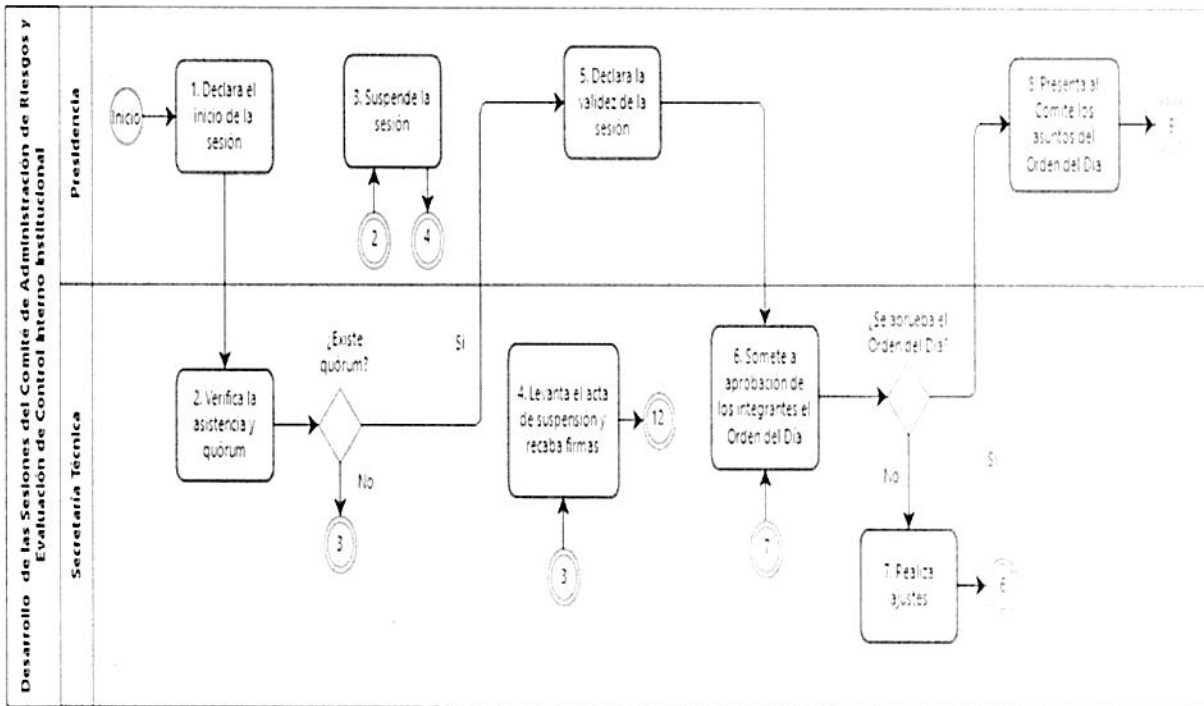 Desarrollo de las Sesiones del Comité de Administración de Riesgos y
Evaluación de Control Interno Institucional
Presidencia
Inicio
1. Declara el
inicio de la
sesión
3. Suspende la
sesión
2
4
5. Declara la
validez de la
sesión
8. Presenta al
Comité los
asuntos del
Orden del Día
9
Secretaría Técnica
2. Verifica la
asistencia y
quórum
¿Existe
quórum?
Si
No
3
4. Levanta el acta
de suspensión y
recaba firmas
12
3
6. Somete a
aprobación de
los integrantes el
Orden del Día
7
¿Se aprueba el
Orden del Día?
Si
No
7. Realiza
ajustes
6